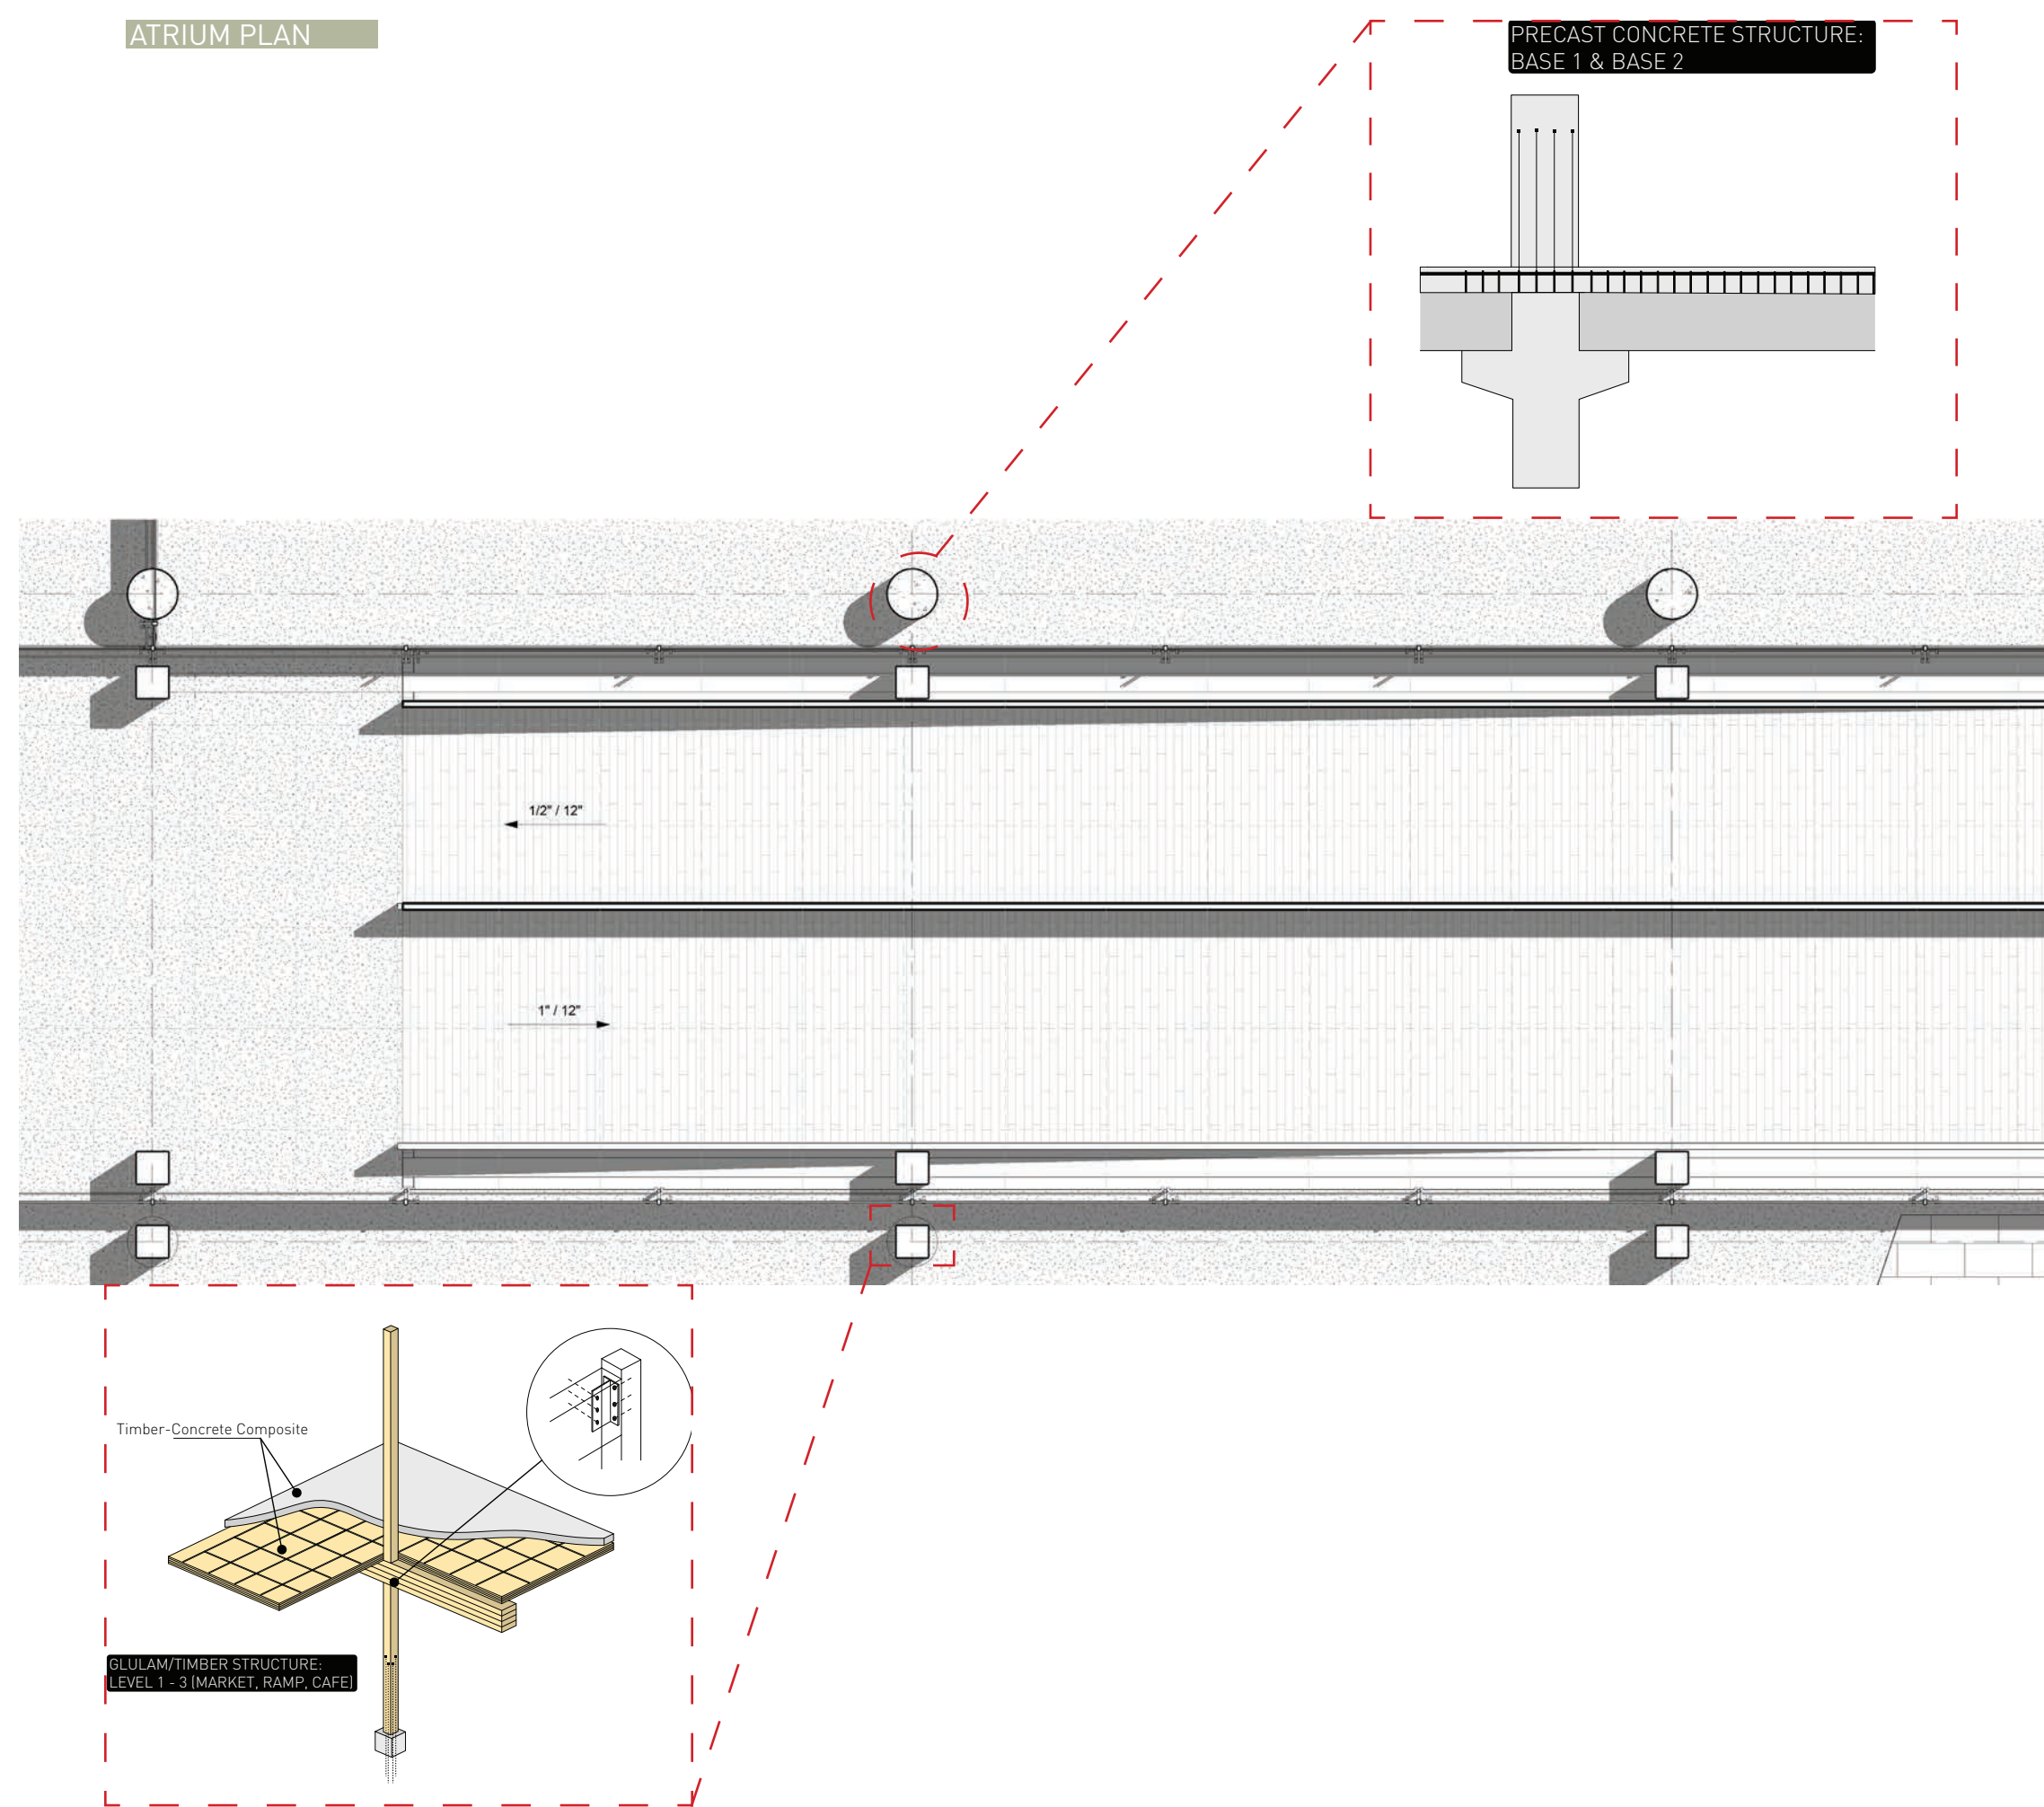 ATRIUM PLAN
PRECAST CONCRETE STRUCTURE:
BASE 1 & BASE 2
1/2" / 12"
1" / 12"
Timber-Concrete Composite
GLULAM/TIMBER STRUCTURE:
LEVEL 1 - 3 (MARKET, RAMP, CAFE)